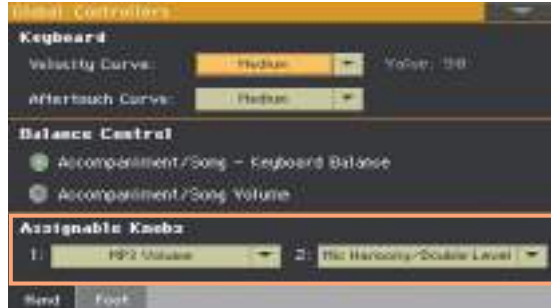 Global Controllers
Keyboard
Velocity Curve: Medium Value: 90
Aftertouch Curve: Medium
Balance Control
Accompaniment/Song - Keyboard Balance
Accompaniment/Song Volume
Assignable Knobs
1: MP3 Volume 2: Mic Harmony/Double Level
Hand Foot